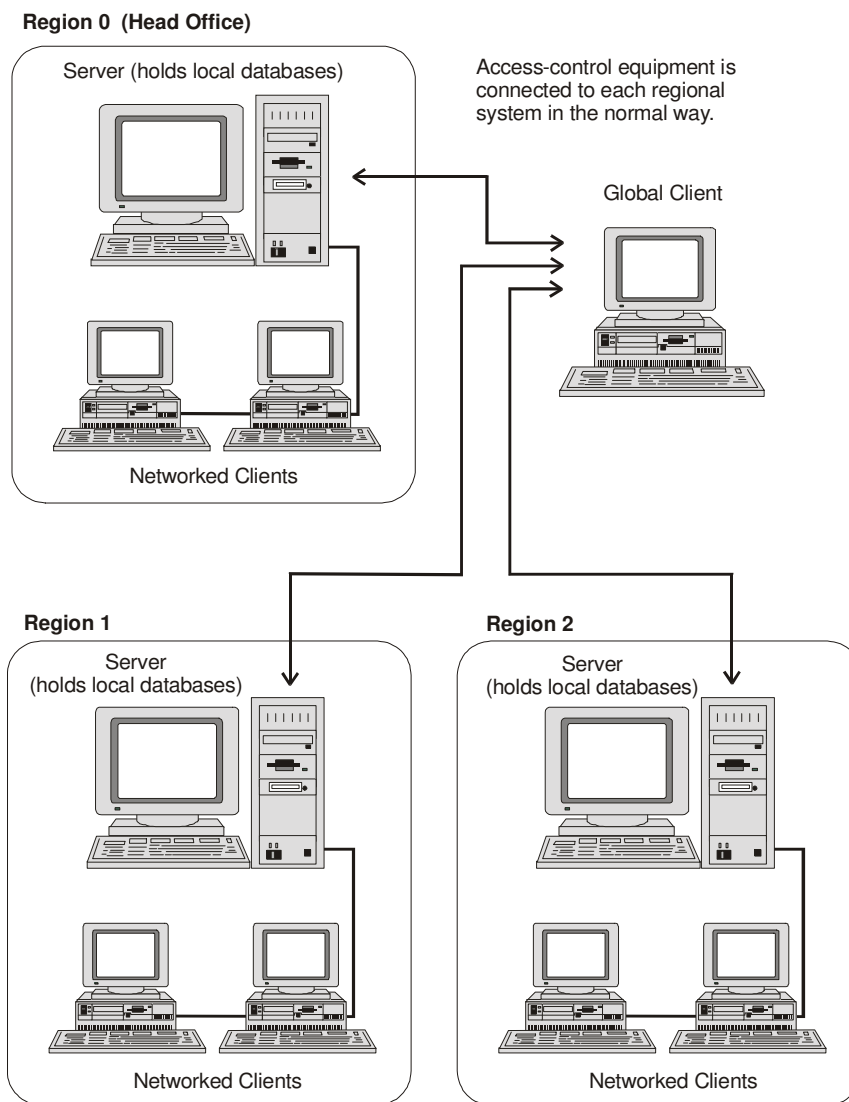 Region 0 (Head Office)
Server (holds local databases)
Access-control equipment is
connected to each regional
system in the normal way.
Global Client
Networked Clients
Region 1
Server
(holds local databases)
Networked Clients
Region 2
Server
(holds local databases)
Networked Clients